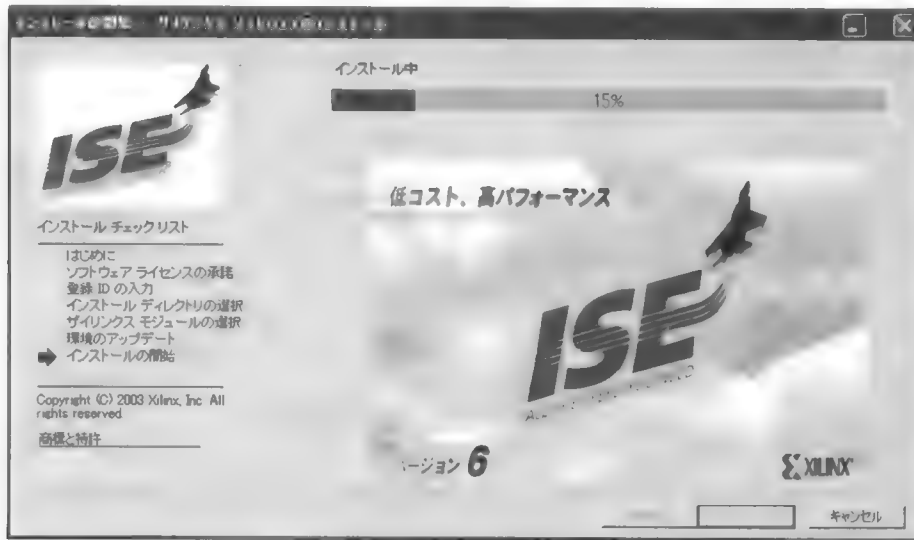 インストール中
15%
ISE
インストール チェックリスト
はじめに
ソフトウェア ライセンスの承諾
登録 ID の入力
インストール ディレクトリの選択
ザイリンクス モジュールの選択
環境のアップデート
インストールの開始
Copyright (C) 2003 Xilinx, Inc. All
rights reserved
商標と特許
低コスト、高パフォーマンス
ISE
ージョン 6
XILINX
キャンセル